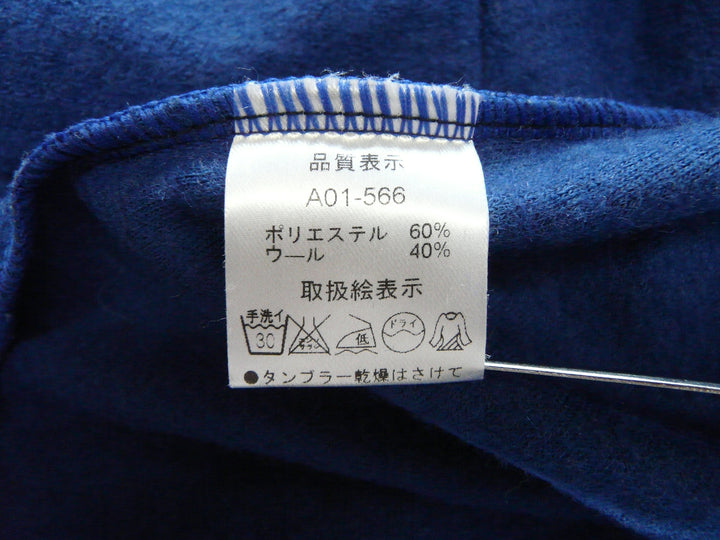 品質表示
A01-566
ポリエステル 60%
ウール 40%
取扱絵表示
手洗イ
30
低
ドライ
●タンブラー乾燥はさけて